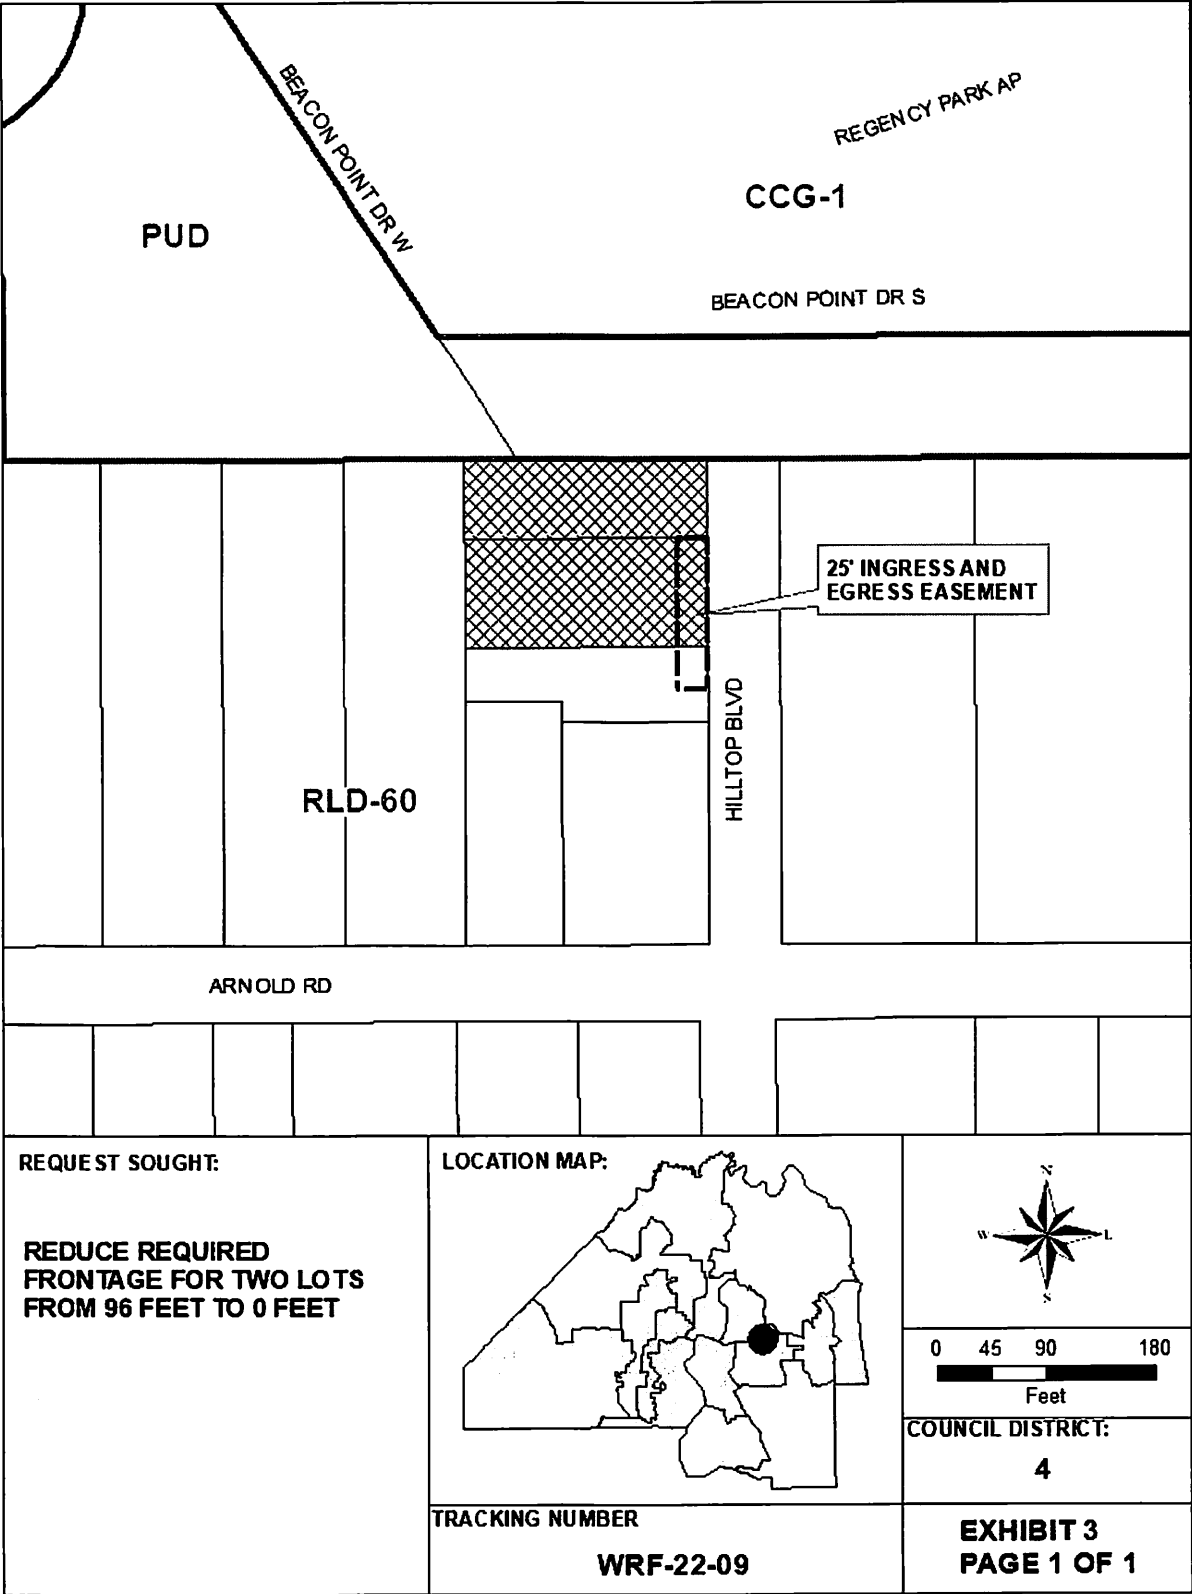 BEACON POINT DR W
REGENCY PARK AP
CCG-1
PUD
BEACON POINT DR S
25' INGRESS AND
EGRESS EASEMENT
HILLTOP BLVD
RLD-60
ARNOLD RD
REQUEST SOUGHT:
REDUCE REQUIRED
FRONTAGE FOR TWO LOTS
FROM 96 FEET TO 0 FEET
LOCATION MAP:
N
W
S
0 45 90 180
Feet
COUNCIL DISTRICT:
4
TRACKING NUMBER
WRF-22-09
EXHIBIT 3
PAGE 1 OF 1